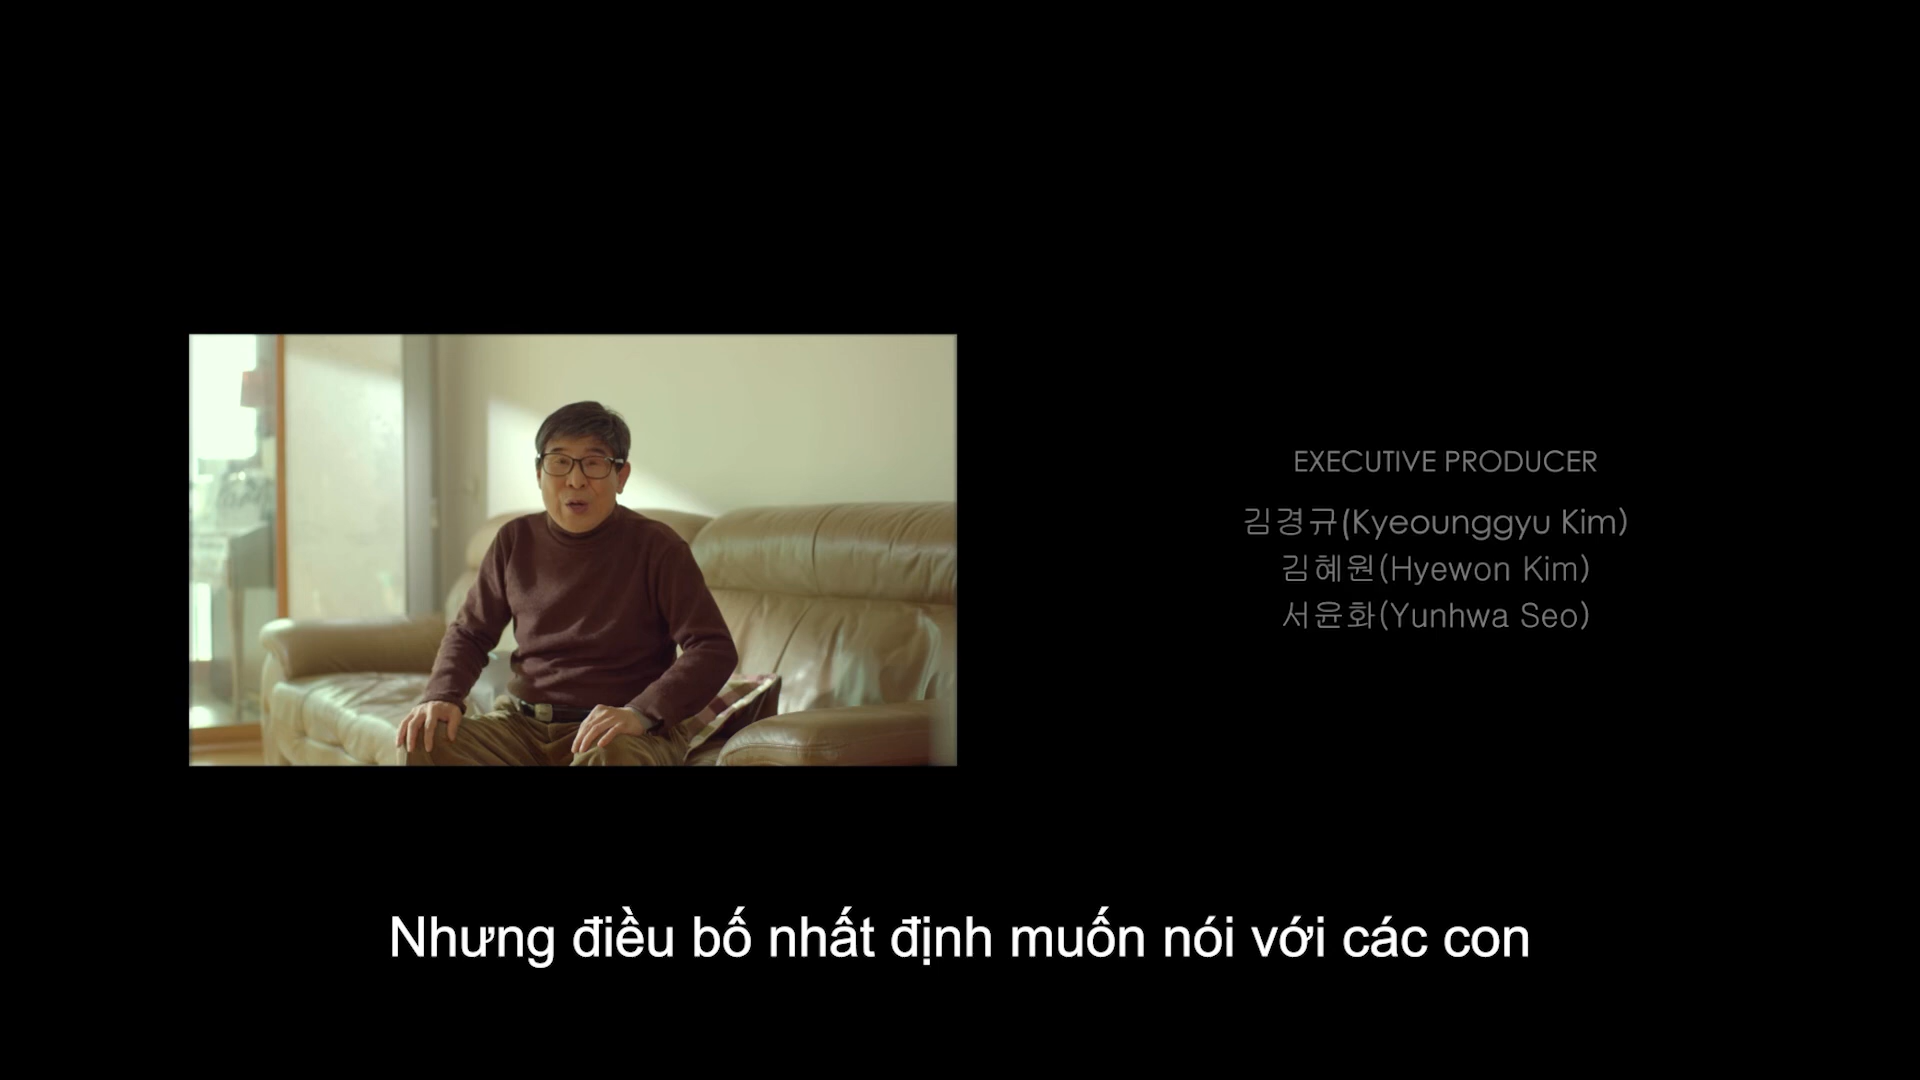 EXECUTIVE PRODUCER
김경규(Kyeounggyu Kim)
김혜원(Hyewon Kim)
서윤화(Yunhwa Seo)
Nhưng điều bố nhất định muốn nói với các con